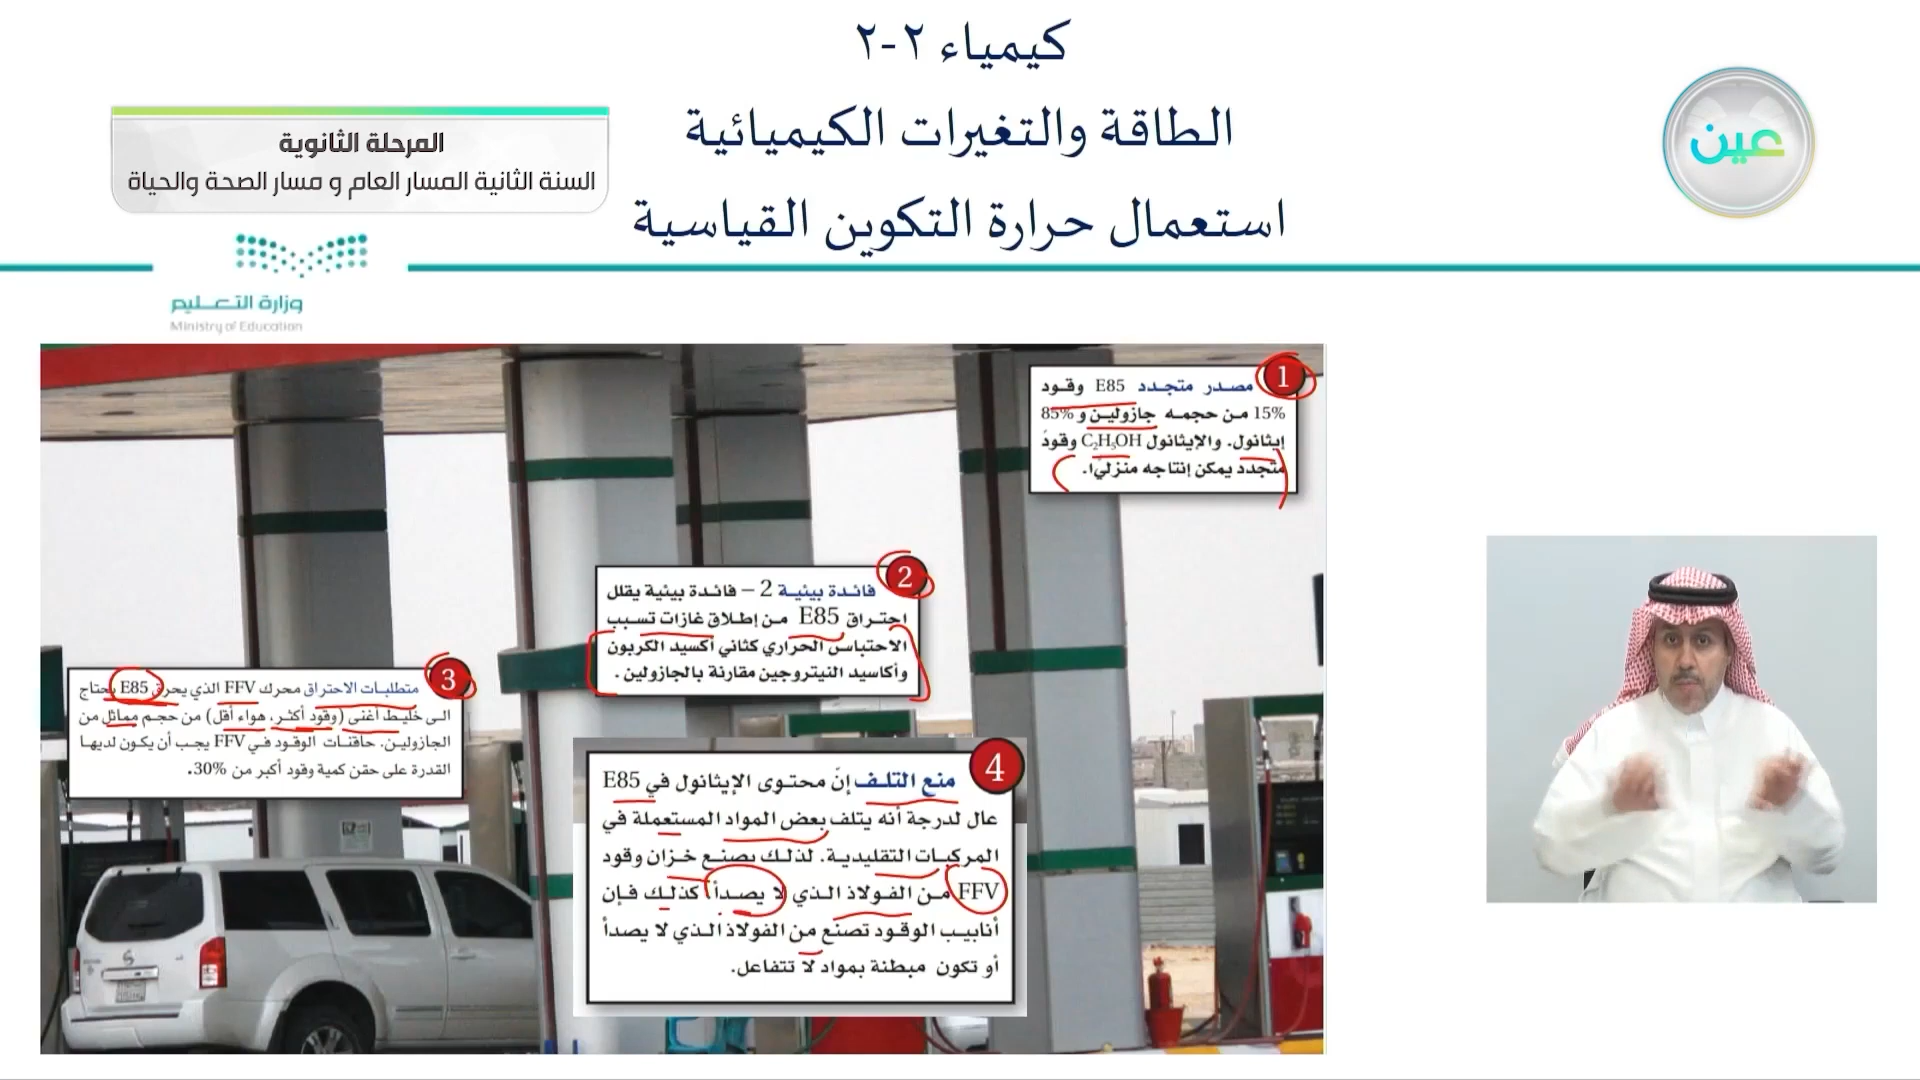 كيمياء ٢-٢
الطاقة والتغيرات الكيميائية
استعمال حرارة التكوين القياسية
عين
المرحلة الثانوية
السنة الثانية المسار العام و مسار الصحة والحياة
وزارة التعليم
Ministry of Education
1
مصدر متجدد E85 وقود
15% من حجمه جازولين و 85%
إيثانول. والإيثانول C₂H₅OH وقودٌ
متجدد يمكن إنتاجه منزليًا.
2
فائدة بيئية 2 – فائدة بيئية يقلل
احتراق E85 من إطلاق غازات تسبب
الاحتباس الحراري كثاني أكسيد الكربون
وأكاسيد النيتروجين مقارنة بالجازولين.
3
متطلبات الاحتراق محرك FFV الذي يحرق E85 يحتاج
الى خليط أغنى (وقود أكثر، هواء أقل) من حجم مماثل من
الجازولين. حاقنات الوقود في FFV يجب أن يكون لديها
القدرة على حقن كمية وقود أكبر من 30%.
4
منع التلف إنّ محتوى الإيثانول في E85
عال لدرجة أنه يتلف بعض المواد المستعملة في
المركبات التقليدية. لذلك يصنع خزان وقود
FFV من الفولاذ الذي لا يصدأ كذلك فإن
أنابيب الوقود تصنع من الفولاذ الذي لا يصدأ
أو تكون مبطنة بمواد لا تتفاعل.